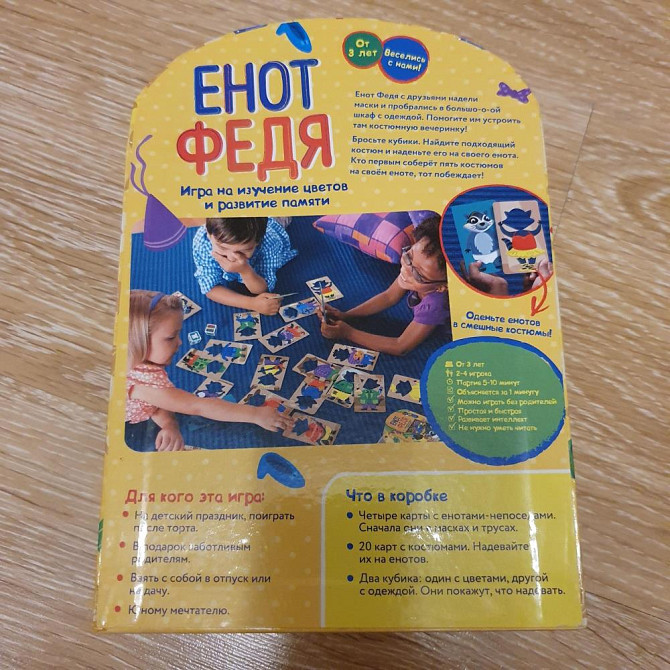 От
3 лет
Веселись
с нами!
ЕНОТ
ФЕДЯ
Игра на изучение цветов
и развитие памяти
Енот Федя с друзьями надели
маски и пробрались в большо-о-ой
шкаф с одеждой. Помогите им устроить
там костюмную вечеринку!
Бросьте кубики. Найдите подходящий
костюм и наденьте его на своего енота.
Кто первым соберёт пять костюмов
на своём еноте, тот побеждает!
Оденьте енотов
в смешные костюмы!
От 3 лет
2-4 игрока
Партия 5-10 минут
Объясняется за 1 минуту
Можно играть без родителей
Простая и быстрая
Развивает интеллект
Не нужно уметь читать
Для кого эта игра:
• На детский праздник, поиграть
после торта.
• В подарок заботливым
родителям.
• Взять с собой в отпуск или
на дачу.
• Юному мечтателю.
Что в коробке
• Четыре карты с енотами-непоседами.
Сначала они в масках и трусах.
• 20 карт с костюмами. Надевайте
их на енотов.
• Два кубика: один с цветами, другой
с одеждой. Они покажут, что надевать.